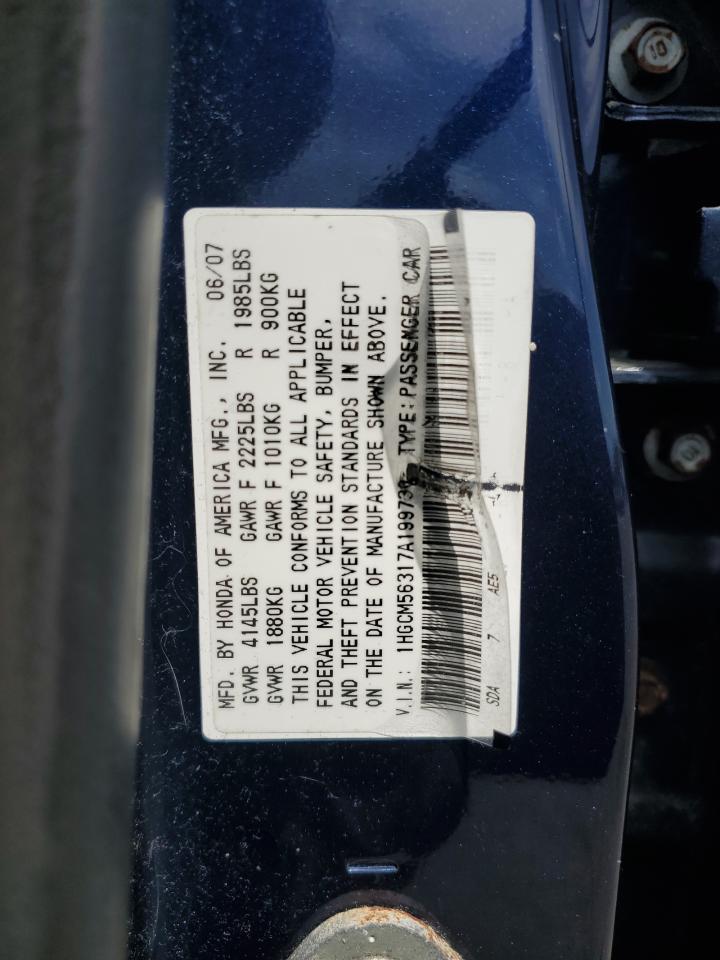 MFD. BY HONDA OF AMERICA MFG., INC. 06/07
GVWR 4145LBS GAWR F 2225LBS R 1985LBS
GVWR 1880KG GAWR F 1010KG R 900KG
THIS VEHICLE CONFORMS TO ALL APPLICABLE
FEDERAL MOTOR VEHICLE SAFETY, BUMPER,
AND THEFT PREVENTION STANDARDS IN EFFECT
ON THE DATE OF MANUFACTURE SHOWN ABOVE.
V.I.N.: TYPE: PASSENGER CAR
SDA 7 AE5